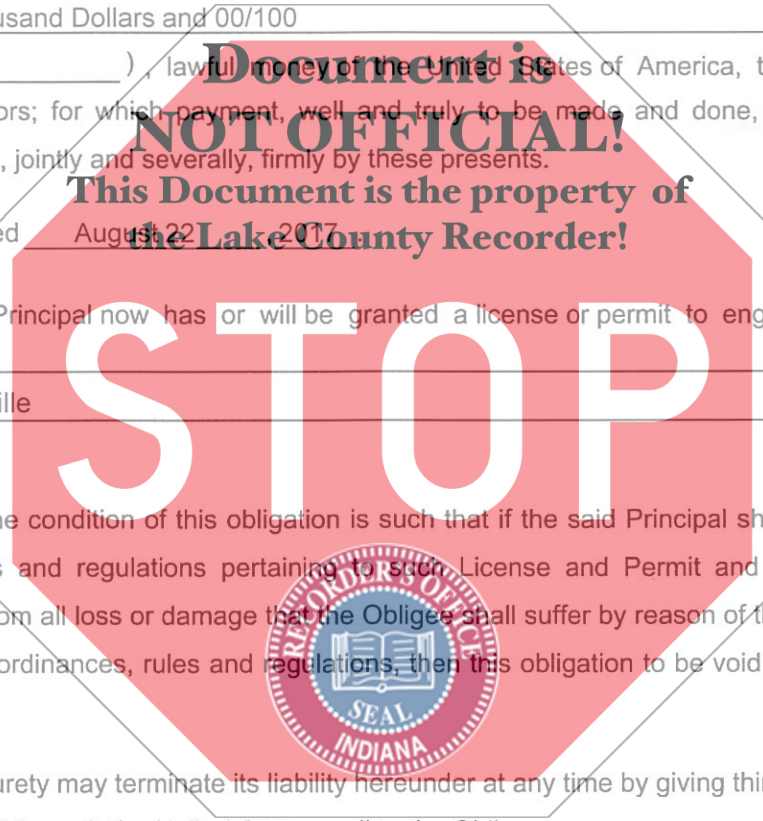 usand Dollars and 00/100
Document is
), lawful money of the United States of America, t
ors; for which payment, well and truly to be made and done,
NOT OFFICIAL!
, jointly and severally, firmly by these presents.
This Document is the property of
ed August 22, 2017.
the Lake County Recorder!
Principal now has or will be granted a license or permit to eng
STOP
ille
e condition of this obligation is such that if the said Principal sh
s and regulations pertaining to such License and Permit and
om all loss or damage that the Obligee shall suffer by reason of t
ordinances, rules and regulations, then this obligation to be void
RECORDER'S OFFICE
SEAL
INDIANA
urety may terminate its liability hereunder at any time by giving thi